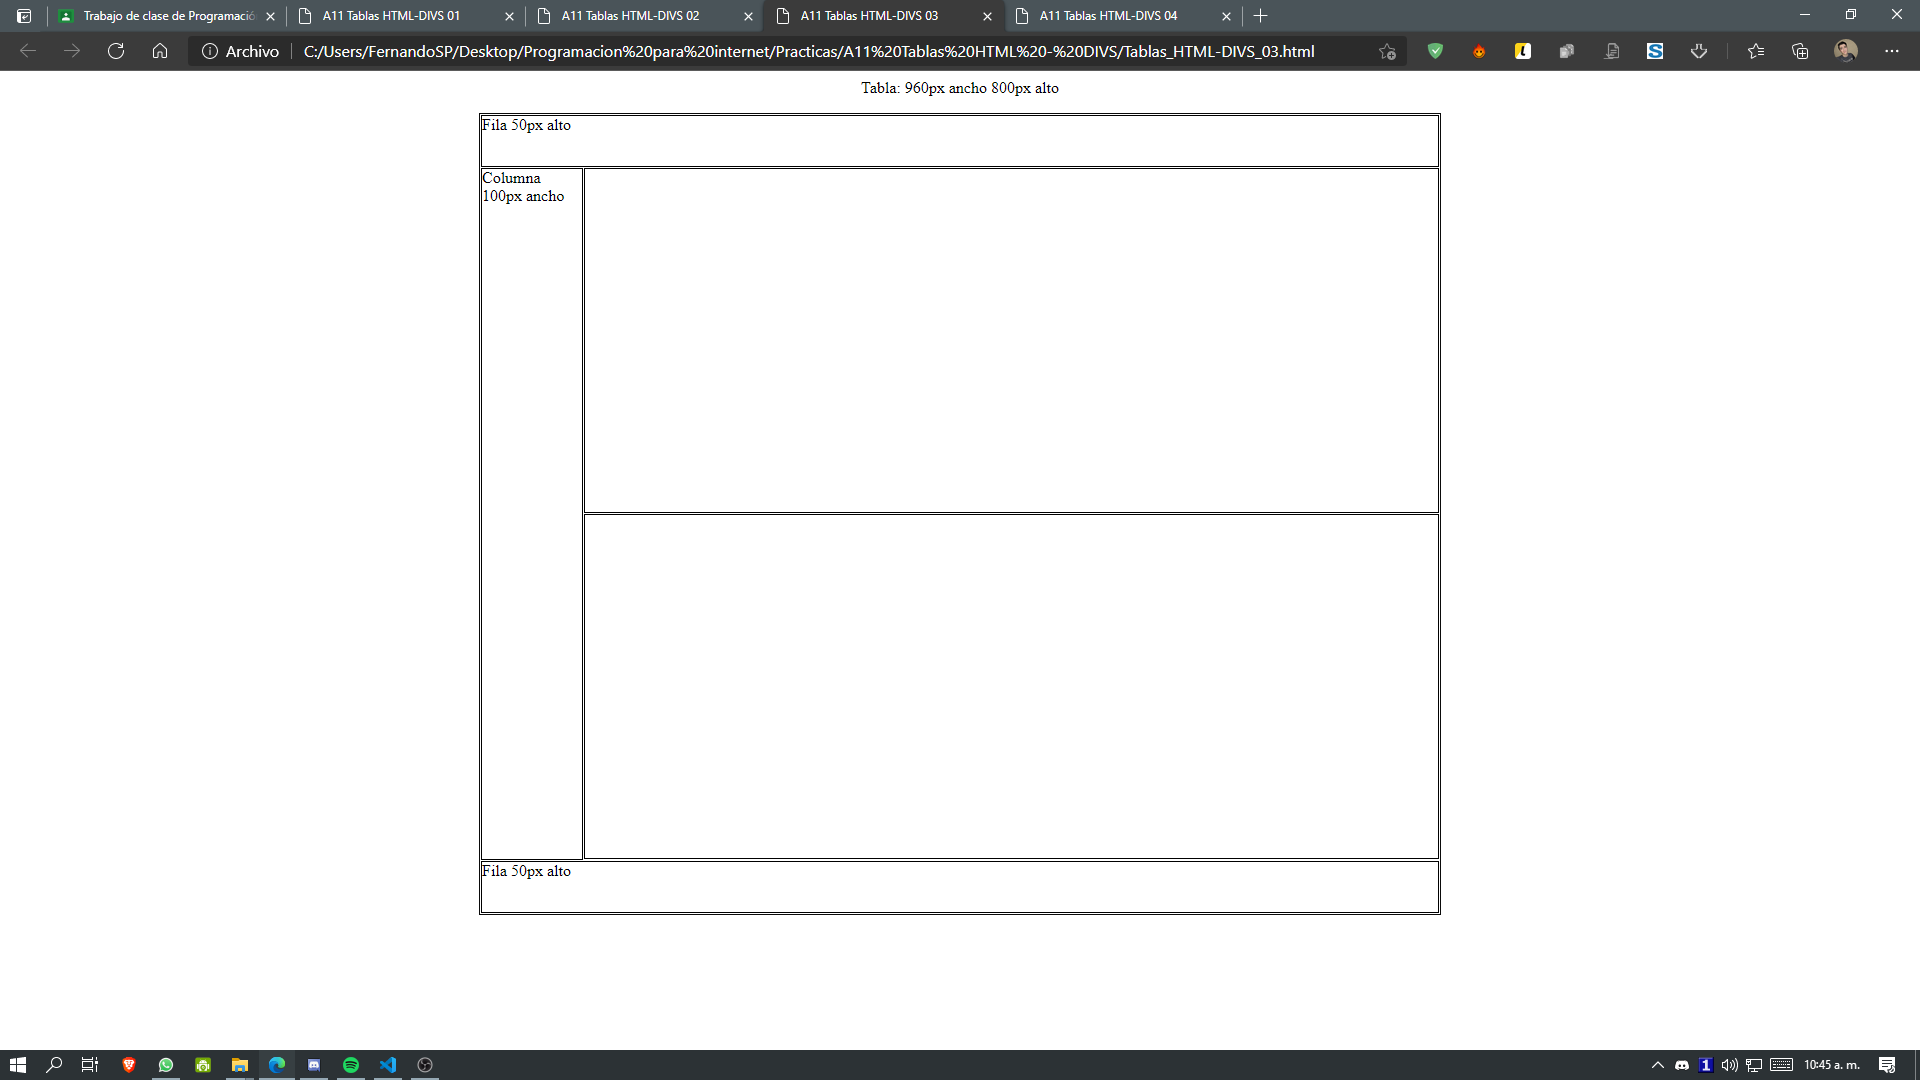 Trabajo de clase de Programació
A11 Tablas HTML-DIVS 01
A11 Tablas HTML-DIVS 02
A11 Tablas HTML-DIVS 03
A11 Tablas HTML-DIVS 04
Archivo
C:/Users/FernandoSP/Desktop/Programacion%20para%20internet/Practicas/A11%20Tablas%20HTML%20-%20DIVS/Tablas_HTML-DIVS_03.html
L
S
Tabla: 960px ancho 800px alto
Fila 50px alto
Columna
100px ancho
Fila 50px alto
1
10:45 a. m.